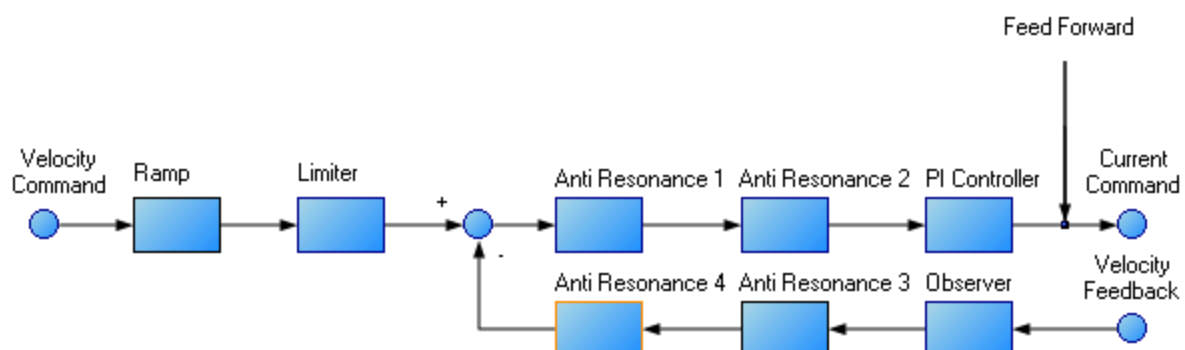 Feed Forward
Velocity
Command
Ramp
Limiter
Anti Resonance 1
Anti Resonance 2
PI Controller
Current
Command
+
-
Anti Resonance 4
Anti Resonance 3
Observer
Velocity
Feedback